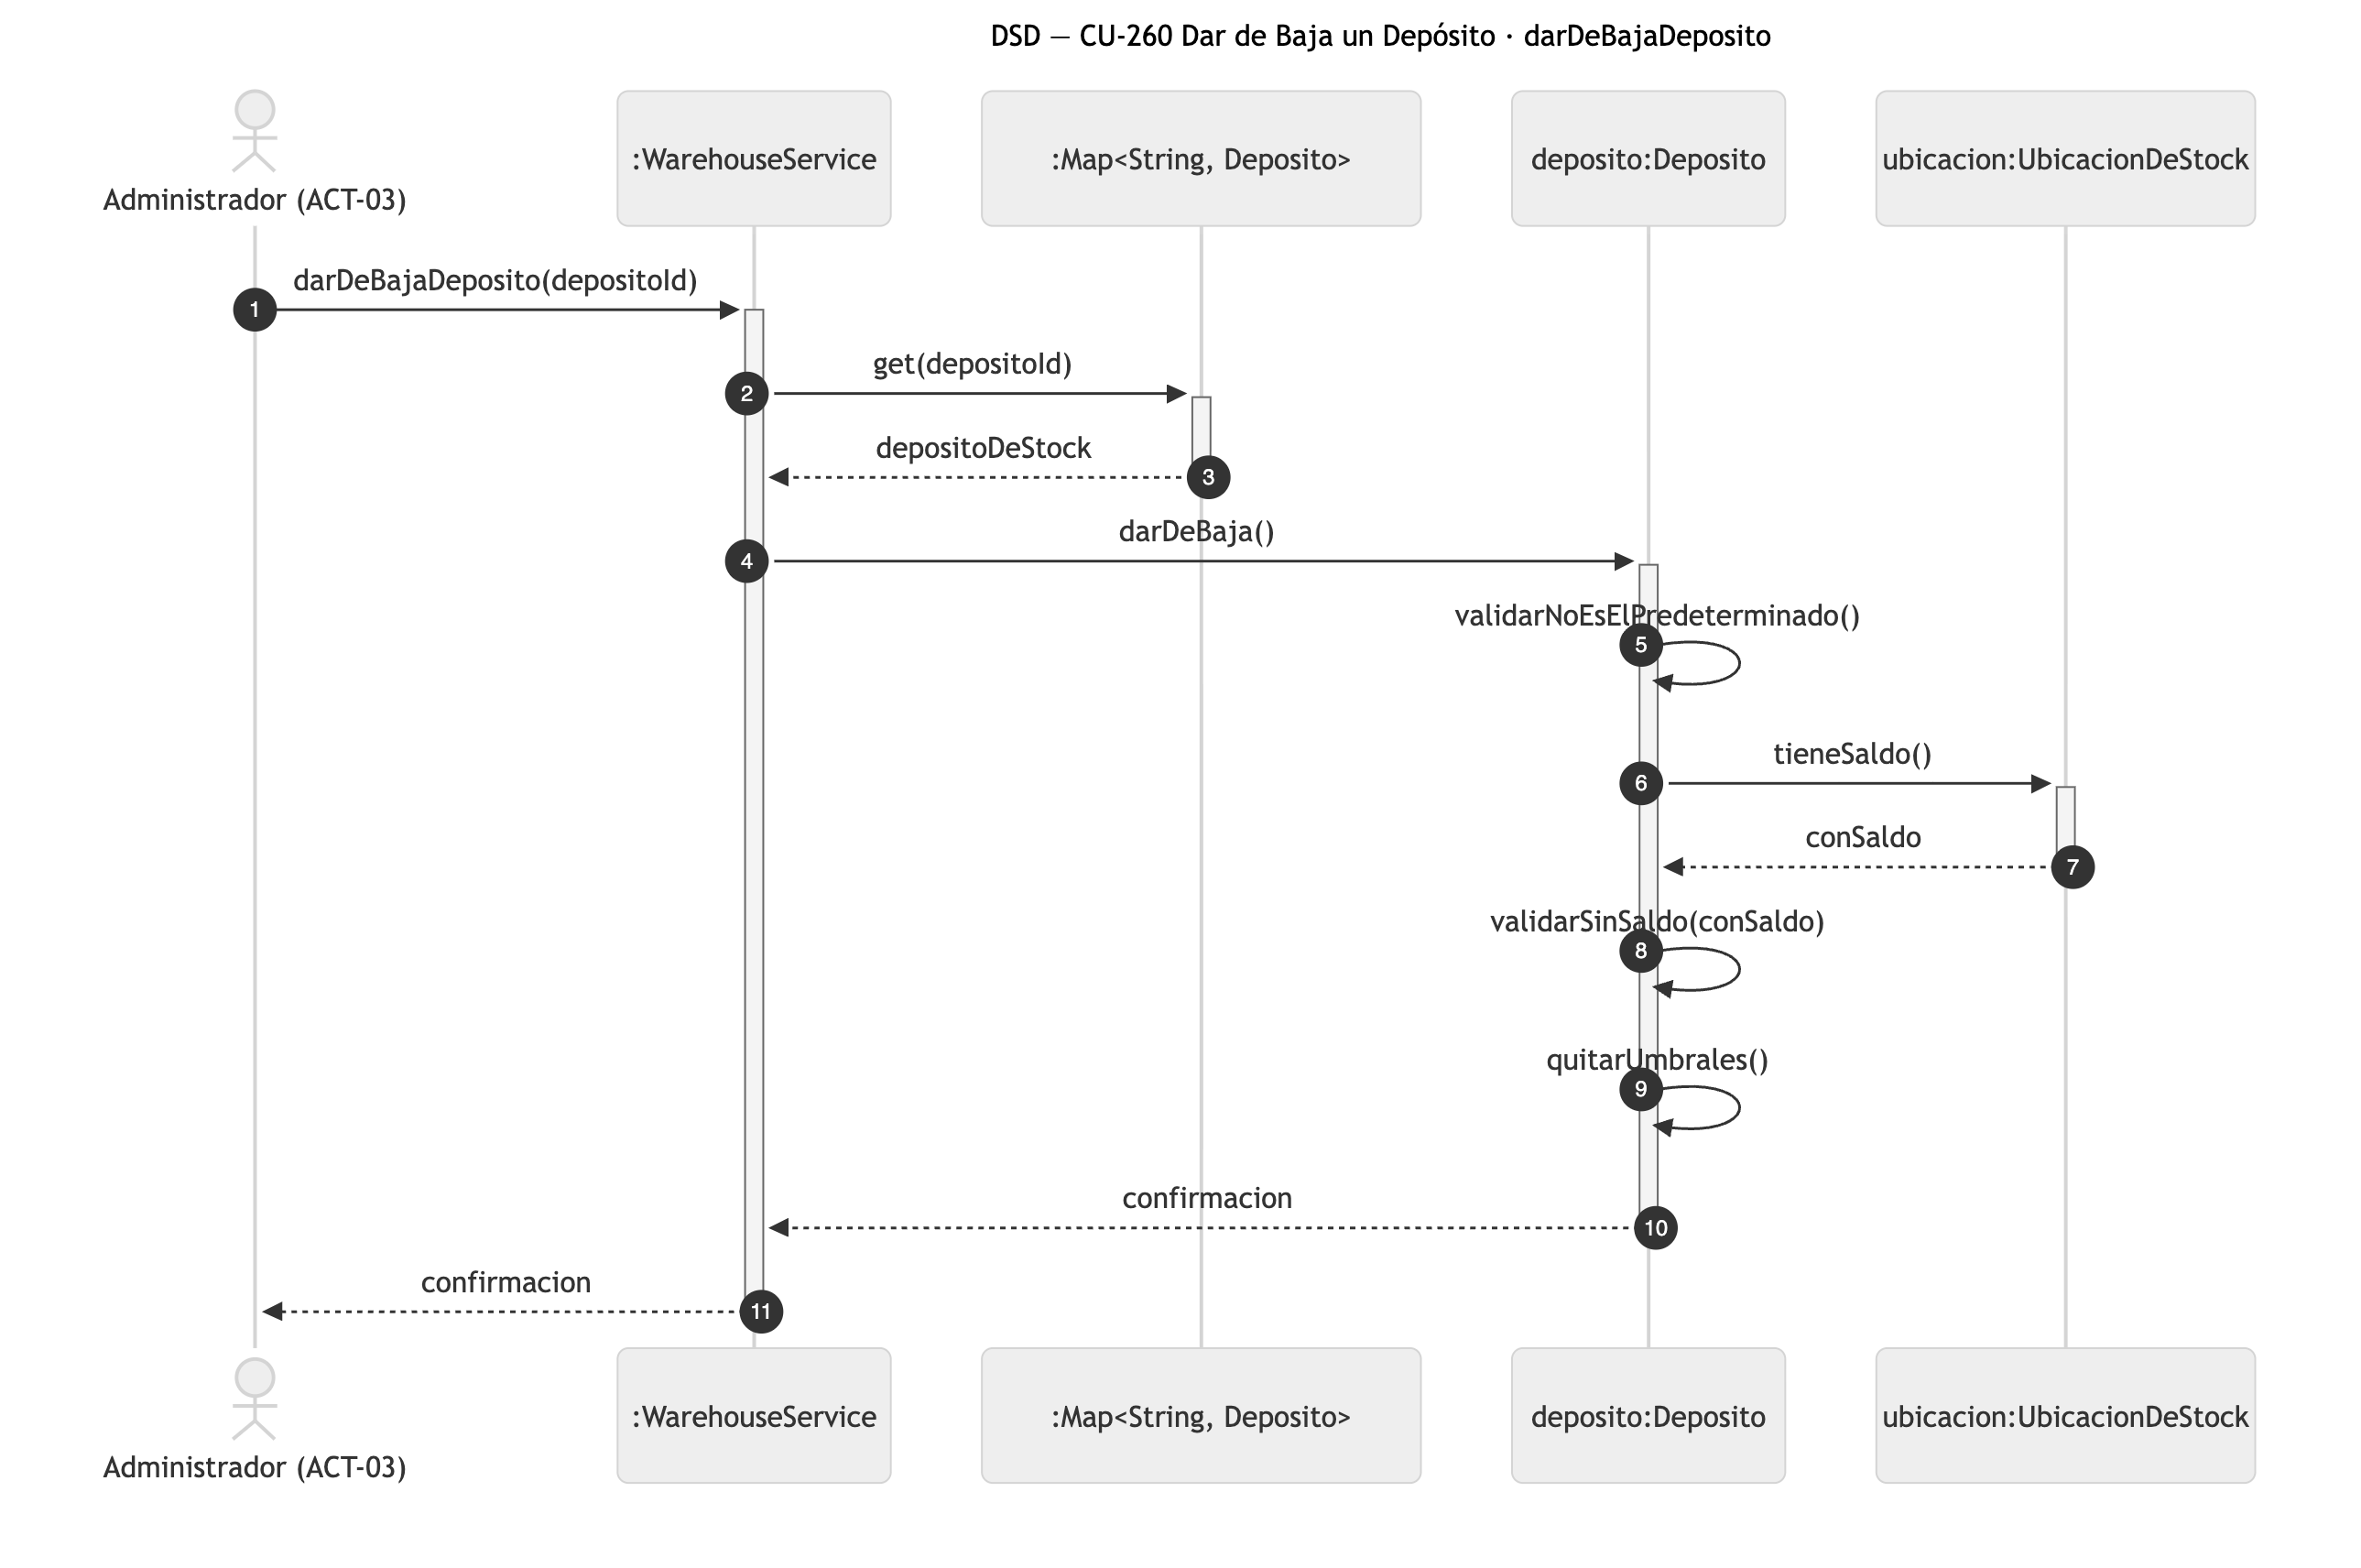 DSD — CU-260 Dar de Baja un Depósito · darDeBajaDeposito
Administrador (ACT-03)
:WarehouseService
:Map<String, Deposito>
deposito:Deposito
ubicacion:UbicacionDeStock
darDeBajaDeposito(depositoId)
1
get(depositoId)
2
depositoDeStock
3
darDeBaja()
4
validarNoEsElPredeterminado()
5
tieneSaldo()
6
conSaldo
7
validarSinSaldo(conSaldo)
8
quitarUmbrales()
9
confirmacion
10
confirmacion
11
Administrador (ACT-03)
:WarehouseService
:Map<String, Deposito>
deposito:Deposito
ubicacion:UbicacionDeStock